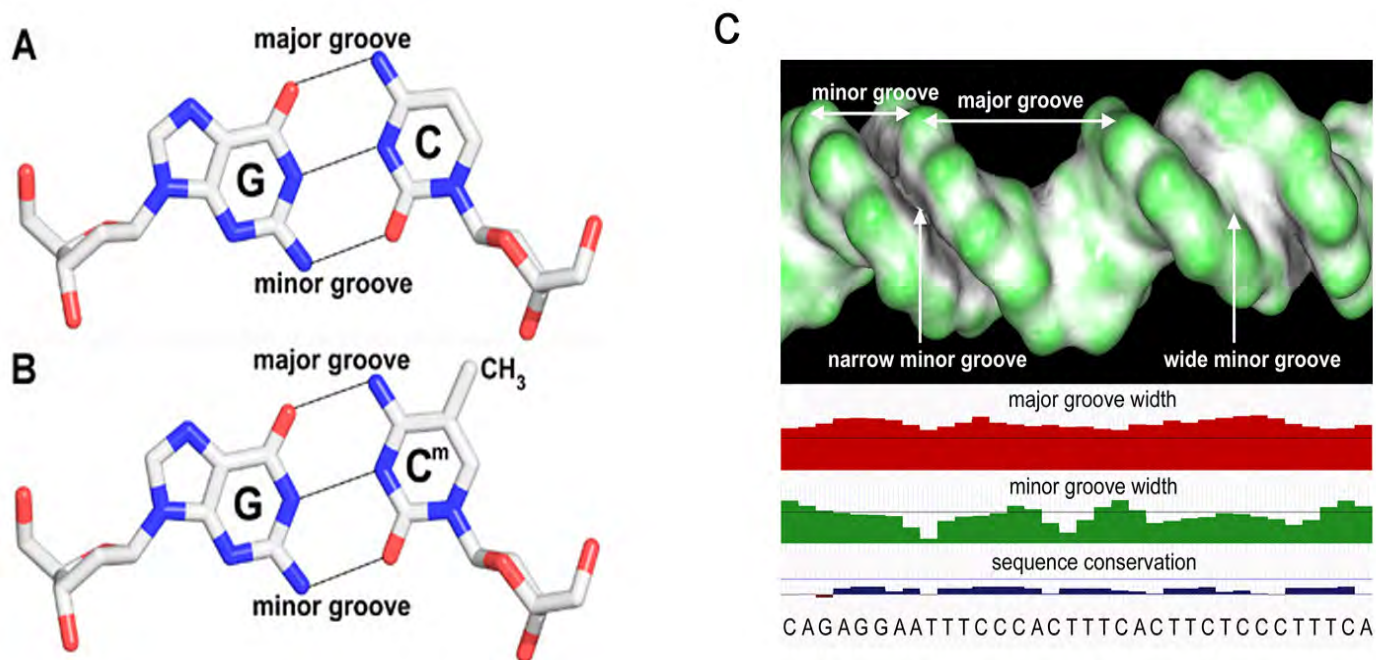 A
major groove
G
C
minor groove
B
major groove
CH3
G
Cm
minor groove
C
minor groove
major groove
narrow minor groove
wide minor groove
major groove width
minor groove width
sequence conservation
CAGAGGAATTTCCCACTTTCACTTCTCCCTTTCA